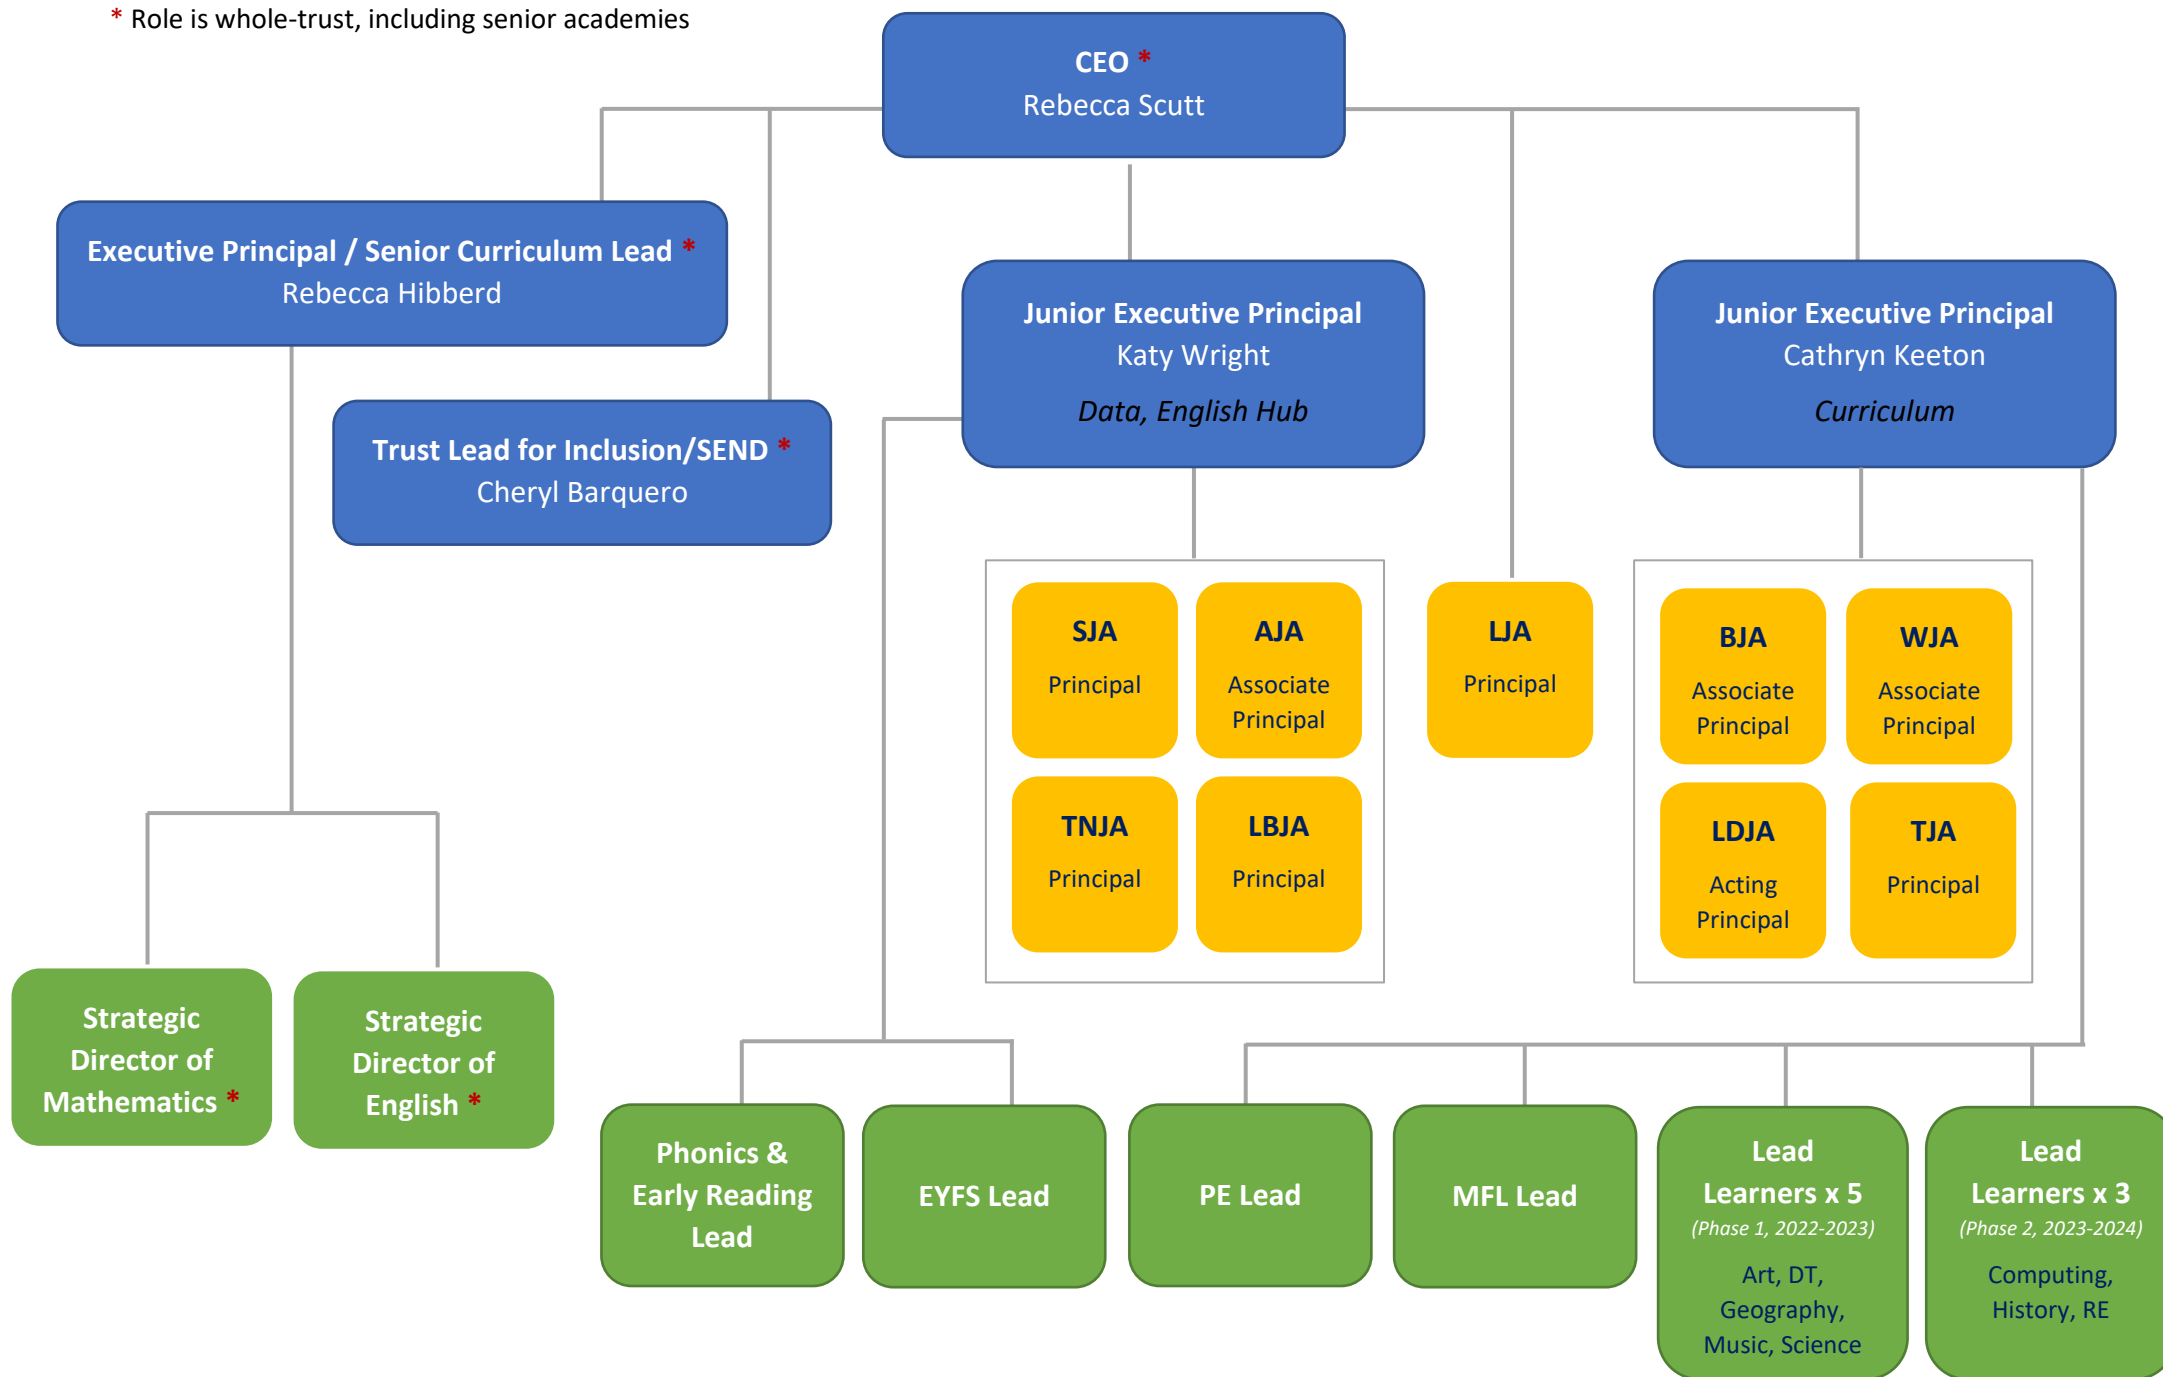 * Role is whole-trust, including senior academies
CEO *
Rebecca Scutt
Executive Principal / Senior Curriculum Lead *
Rebecca Hibberd
Trust Lead for Inclusion/SEND *
Cheryl Barquero
Junior Executive Principal
Katy Wright
Data, English Hub
Junior Executive Principal
Cathryn Keeton
Curriculum
SJA
Principal
AJA
Associate
Principal
TNJA
Principal
LBJA
Principal
LJA
Principal
BJA
Associate
Principal
WJA
Associate
Principal
LDJA
Acting
Principal
TJA
Principal
Strategic
Director of
Mathematics *
Strategic
Director of
English *
Phonics &
Early Reading
Lead
EYFS Lead
PE Lead
MFL Lead
Lead
Learners x 5
(Phase 1, 2022-2023)
Art, DT,
Geography,
Music, Science
Lead
Learners x 3
(Phase 2, 2023-2024)
Computing,
History, RE